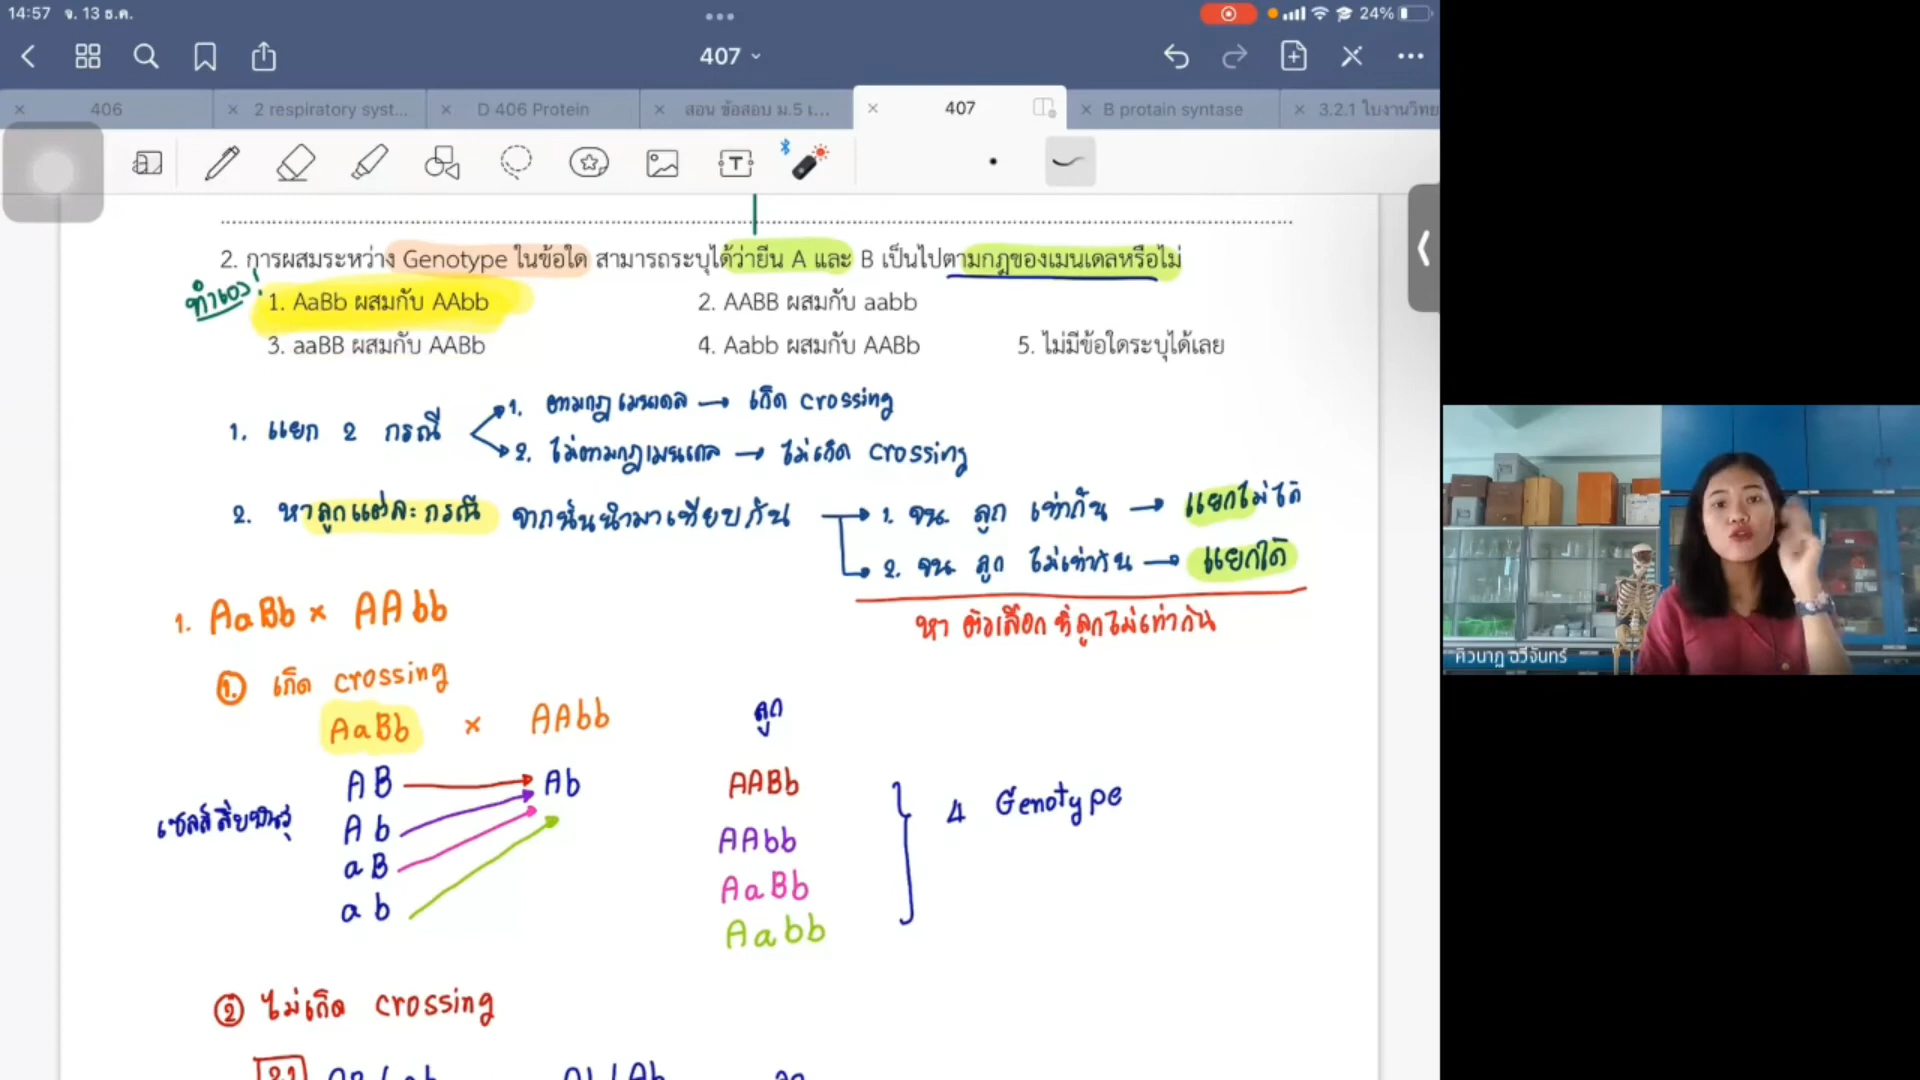 14:57 จ. 13 ธ.ค.
24%
407
406
2 respiratory syst...
D 406 Protein
สอน ข้อสอบ ม.5 เ...
407
B protain syntase
3.2.1 ใบงานวิทย
2. การผสมระหว่าง Genotype ในข้อใด สามารถระบุได้ว่ายีน A และ B เป็นไปตามกฎของเมนเดลหรือไม่
ทำเอง!
1. AaBb ผสมกับ AAbb
2. AABB ผสมกับ aabb
3. aaBB ผสมกับ AABb
4. Aabb ผสมกับ AABb
5. ไม่มีข้อใดระบุได้เลย
1. แยก 2 กรณี
1. ตามกฎเมนเดล → เกิด crossing
2. ไม่ตามกฎเมนเดล → ไม่เกิด crossing
2. หาลูกแต่ละกรณี จากนั้นนำมาเทียบกัน
1. จน. ลูก เท่ากัน → แยกไม่ได้
2. จน. ลูก ไม่เท่ากัน → แยกได้
หา ตัวเลือก ที่ลูกไม่เท่ากัน
1. AaBb × AAbb
1. เกิด crossing
AaBb × AAbb
ลูก
เซลล์สืบพันธุ์
AB
Ab
Ab
aB
ab
AABb
AAbb
AaBb
Aabb
4 Genotype
2 ไม่เกิด crossing
2.1
ศิวนาฏ ฉวีจันทร์